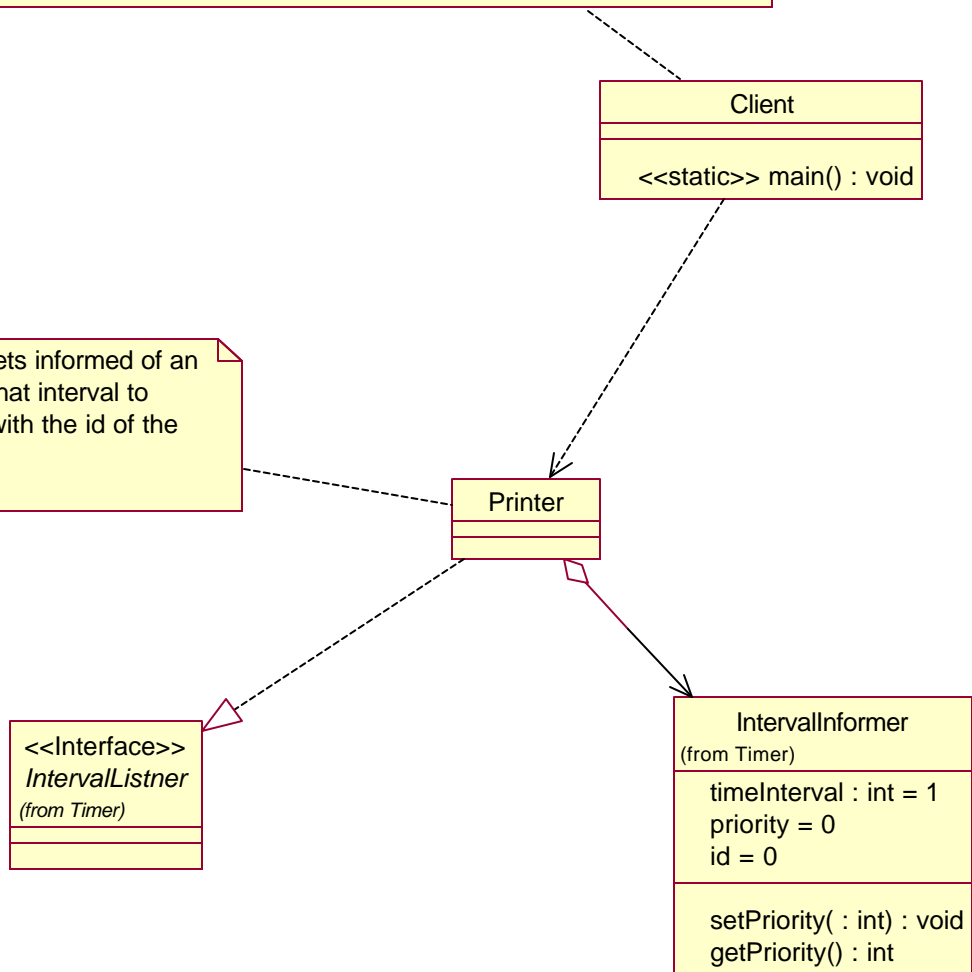 Client
<<static>> main() : void
ets informed of an
hat interval to
with the id of the
Printer
<<Interface>>
IntervalListner
(from Timer)
IntervalInformer
(from Timer)
timeInterval : int = 1
priority = 0
id = 0
setPriority( : int) : void
getPriority() : int